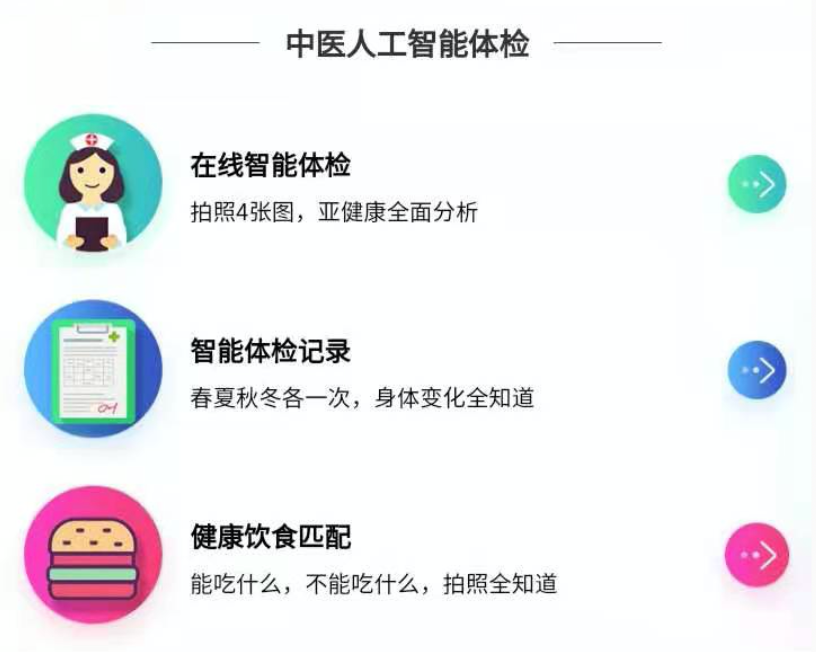 中医人工智能体检
在线智能体检
拍照4张图，亚健康全面分析
智能体检记录
春夏秋冬各一次，身体变化全知道
健康饮食匹配
能吃什么，不能吃什么，拍照全知道